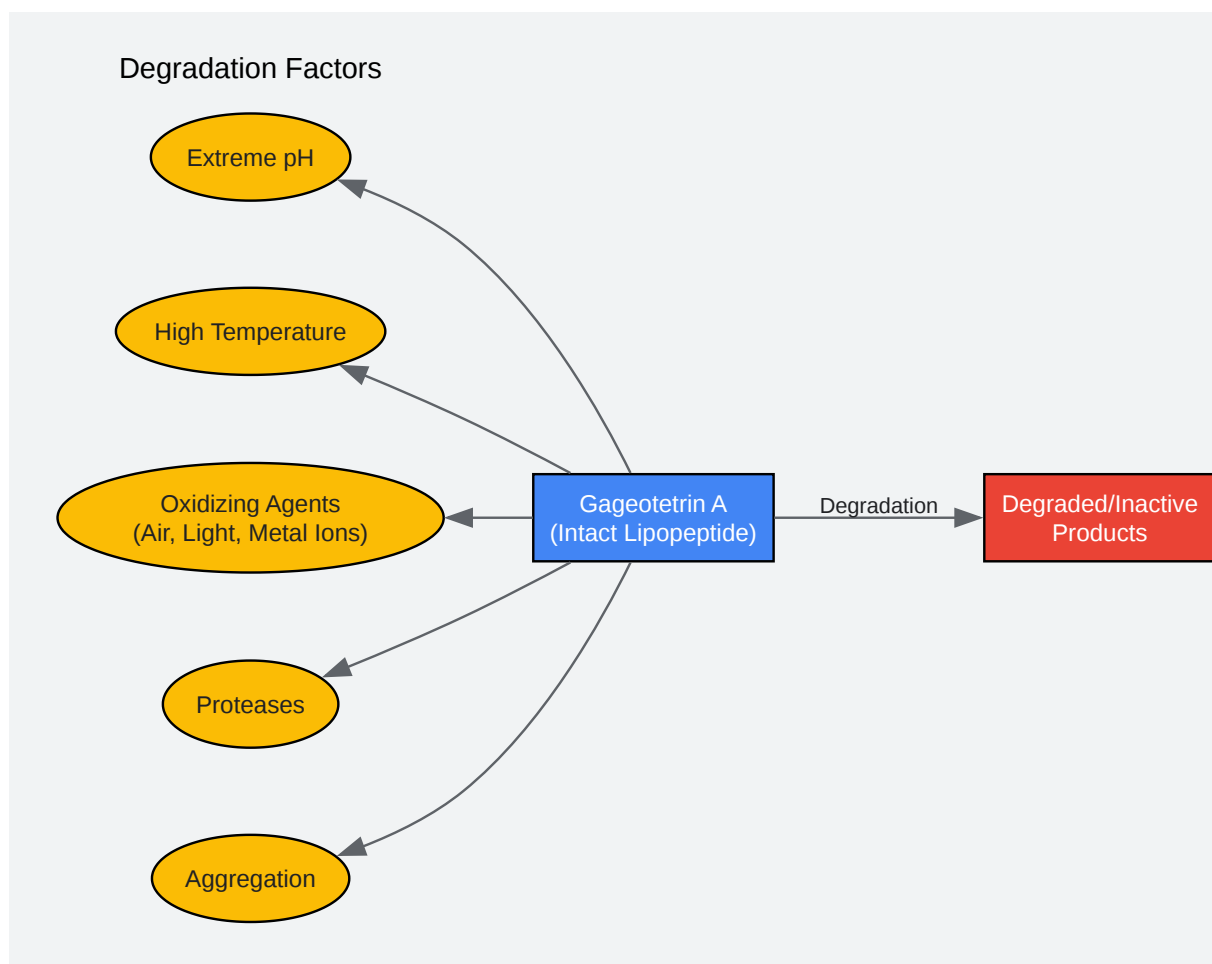 Degradation Factors
Extreme pH
High Temperature
Oxidizing Agents
(Air, Light, Metal Ions)
Gageotetrin A
(Intact Lipopeptide)
Degradation
Degraded/Inactive
Products
Proteases
Aggregation